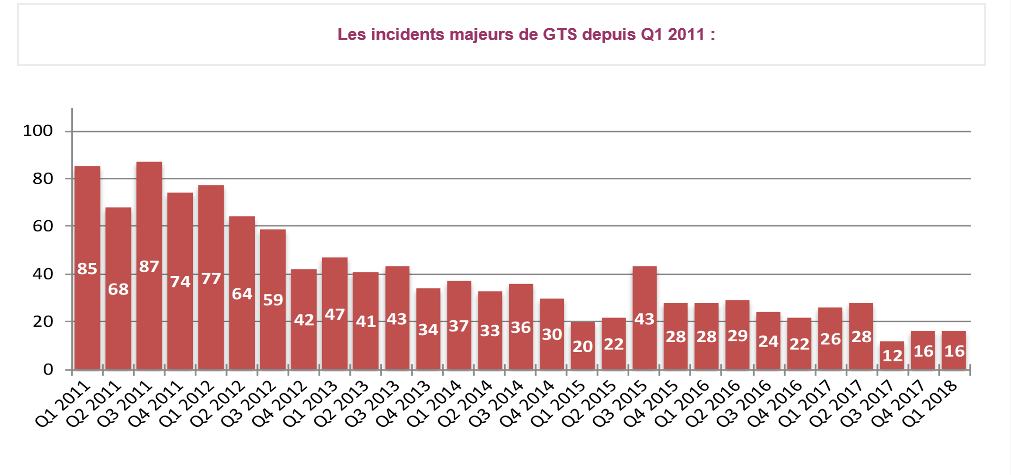 Les incidents majeurs de GTS depuis Q1 2011 :
100
80
60
40
20
0
85 68 87 74 77 64 59 42 47 41 43 34 37 33 36 30 20 22 43 28 28 29 24 22 26 28 12 16 16
Q1 2011 Q2 2011 Q3 2011 Q4 2011 Q1 2012 Q2 2012 Q3 2012 Q4 2012 Q1 2013 Q2 2013 Q3 2013 Q4 2013 Q1 2014 Q2 2014 Q3 2014 Q4 2014 Q1 2015 Q2 2015 Q3 2015 Q4 2015 Q1 2016 Q2 2016 Q3 2016 Q4 2016 Q1 2017 Q2 2017 Q3 2017 Q4 2017 Q1 2018